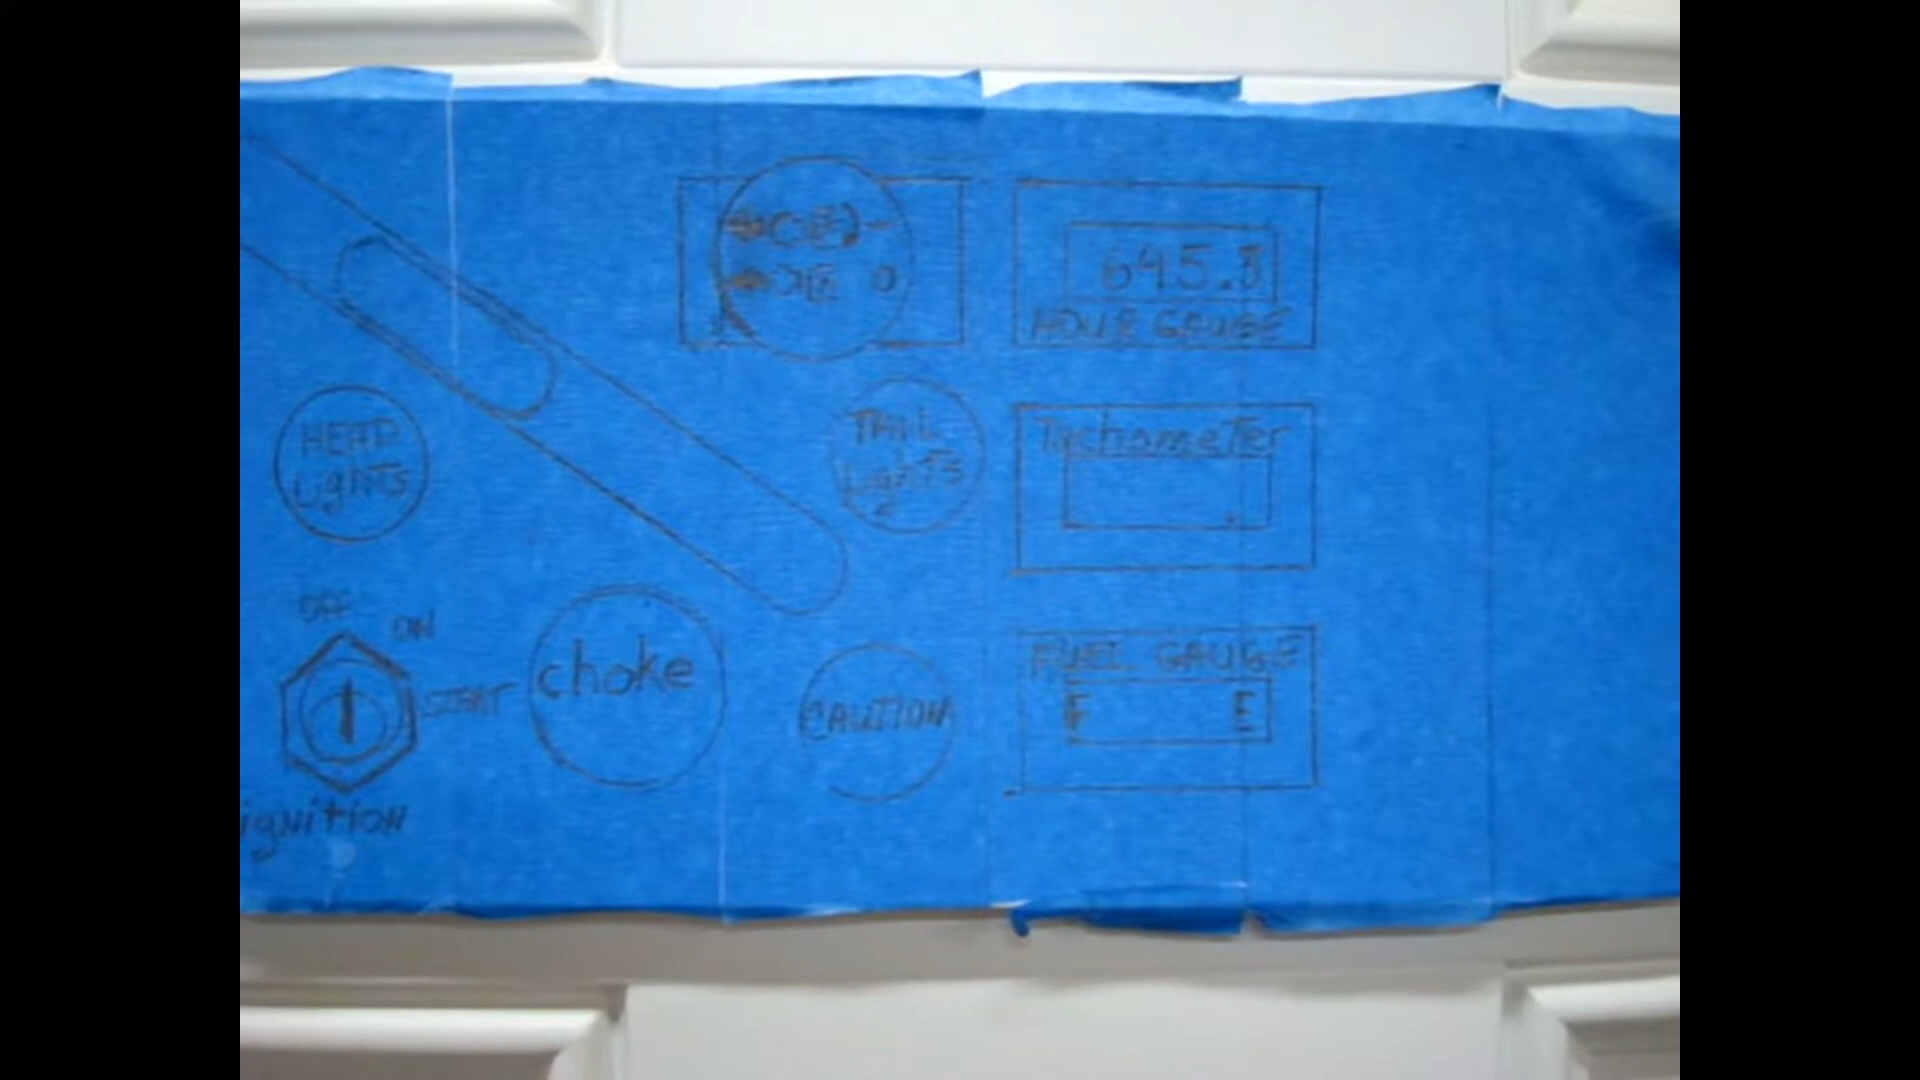 645.3
HOUR GAUGE
HEAD
LigHTS
TAIL
LigHTS
TachomeTer
OFF
ON
START
ignition
choke
CAUTION
FUEL GAUGE
F E